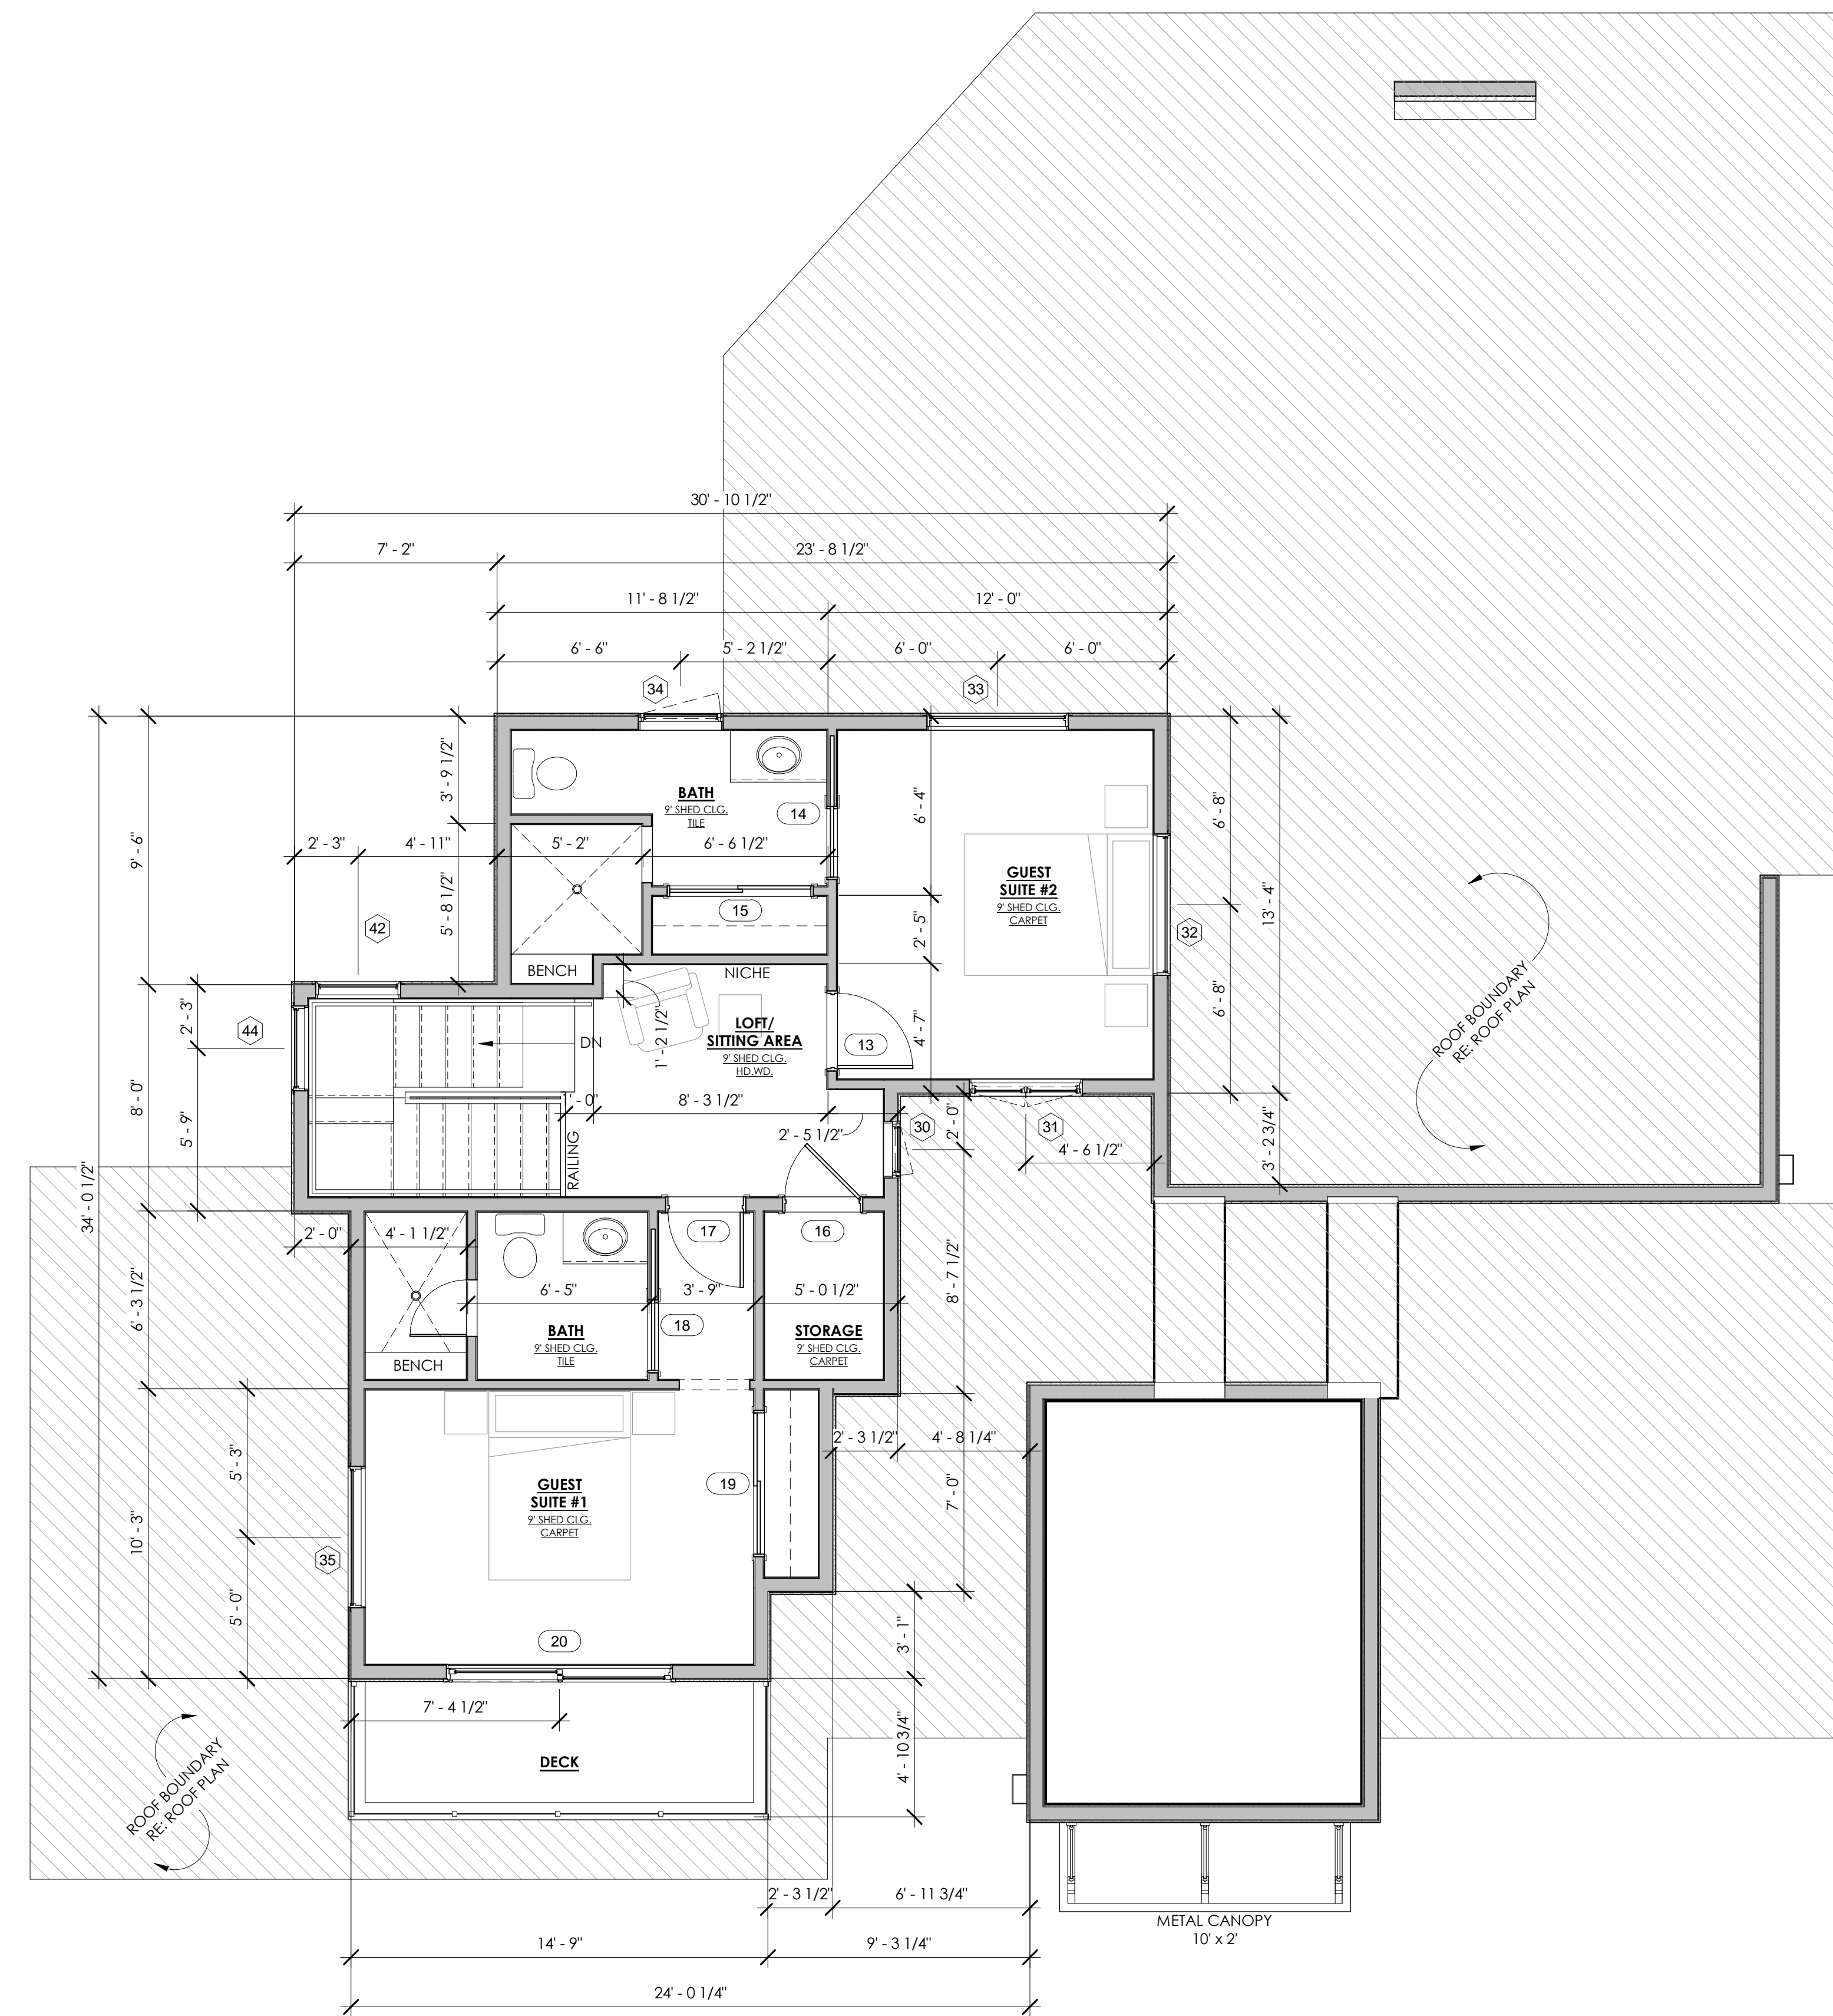 30' - 10 1/2"
7' - 2"
23' - 8 1/2"
11' - 8 1/2"
12' - 0"
6' - 6"
5' - 2 1/2"
6' - 0"
6' - 0"
34
33
3' - 9 1/2"
9' - 6"
BATH
9' SHED CLG.
TILE
14
6' - 4"
6' - 8"
13' - 4"
2' - 3"
4' - 11"
5' - 2"
6' - 6 1/2"
GUEST
SUITE #2
9' SHED CLG.
CARPET
5' - 8 1/2"
42
15
2' - 5"
32
BENCH
NICHE
6' - 8"
ROOF BOUNDARY
RE: ROOF PLAN
2' - 3"
44
DN
1' - 2 1/2"
LOFT/
SITTING AREA
9' SHED CLG.
HD.WD.
4' - 7"
13
8' - 0"
5' - 9"
1' - 0"
8' - 3 1/2"
2' - 5 1/2"
30
2' - 0"
31
4' - 6 1/2"
3' - 2 3/4"
RAILING
34' - 0 1/2"
2' - 0"
4' - 1 1/2"
17
16
6' - 3 1/2"
6' - 5"
3' - 9"
5' - 0 1/2"
8' - 7 1/2"
BATH
9' SHED CLG.
TILE
18
STORAGE
9' SHED CLG.
CARPET
BENCH
2' - 3 1/2"
4' - 8 1/4"
5' - 3"
10' - 3"
GUEST
SUITE #1
9' SHED CLG.
CARPET
19
7' - 0"
35
5' - 0"
20
3' - 1"
7' - 4 1/2"
4' - 10 3/4"
DECK
ROOF BOUNDARY
RE: ROOF PLAN
2' - 3 1/2"
6' - 11 3/4"
METAL CANOPY
10' x 2'
14' - 9"
9' - 3 1/4"
24' - 0 1/4"